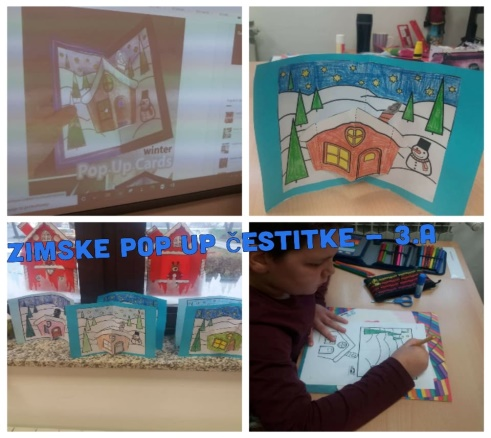 winter
Pop Up Cards
ZIMSKE POP UP ČESTITKE - 3.A